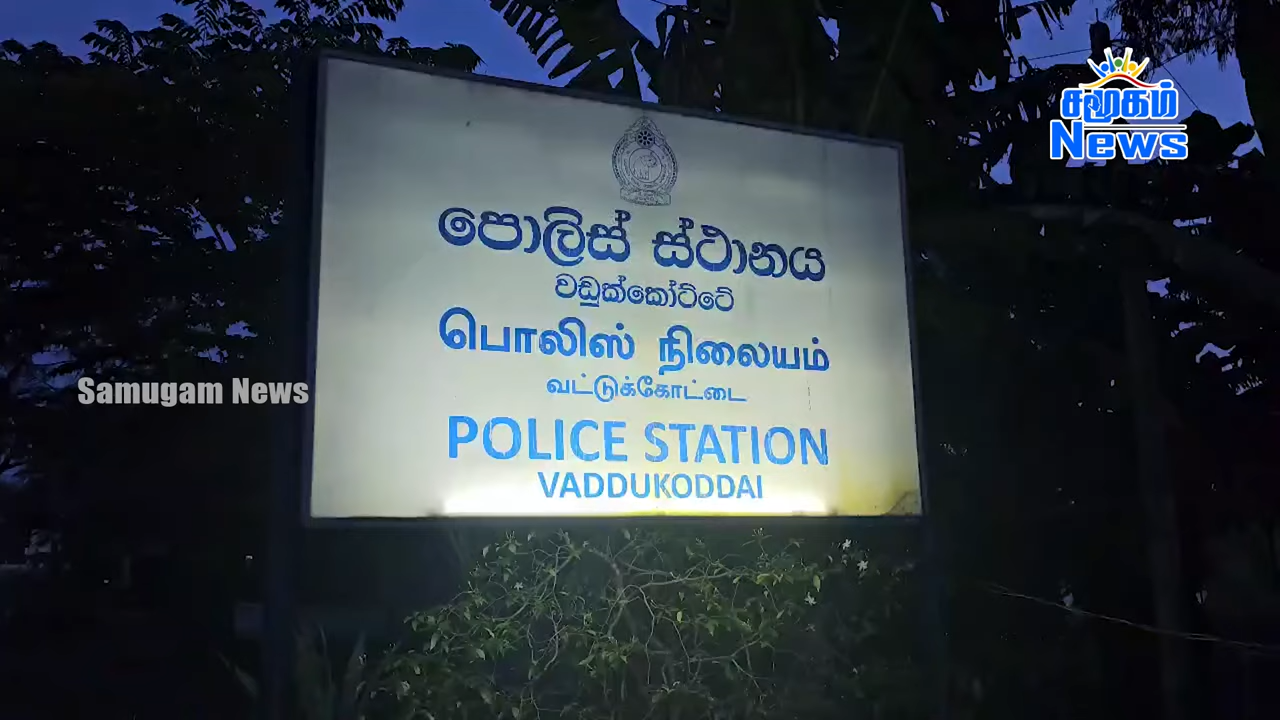 சமூகம்
News
පොලිස් ස්ථානය
වඩුක්කෝට්ටේ
பொலிஸ் நிலையம்
வட்டுக்கோட்டை
Samugam News
POLICE STATION
VADDUKODDAI